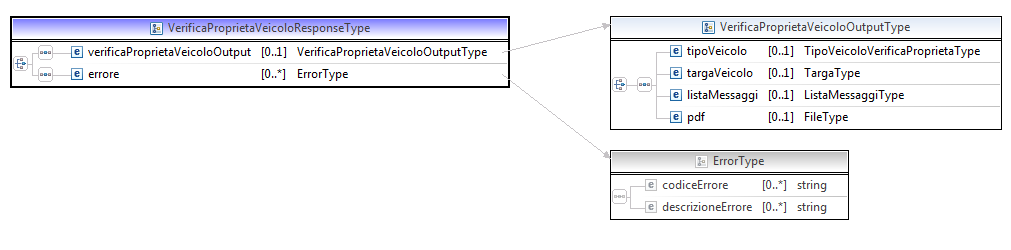 VerificaProprietaVeicoloResponseType
e verificaProprietaVeicoloOutput [0..1] VerificaProprietaVeicoloOutputType
e errore [0..*] ErrorType
VerificaProprietaVeicoloOutputType
e tipoVeicolo [0..1] TipoVeicoloVerificaProprietaType
e targaVeicolo [0..1] TargaType
e listaMessaggi [0..1] ListaMessaggiType
e pdf [0..1] FileType
ErrorType
e codiceErrore [0..*] string
e descrizioneErrore [0..*] string